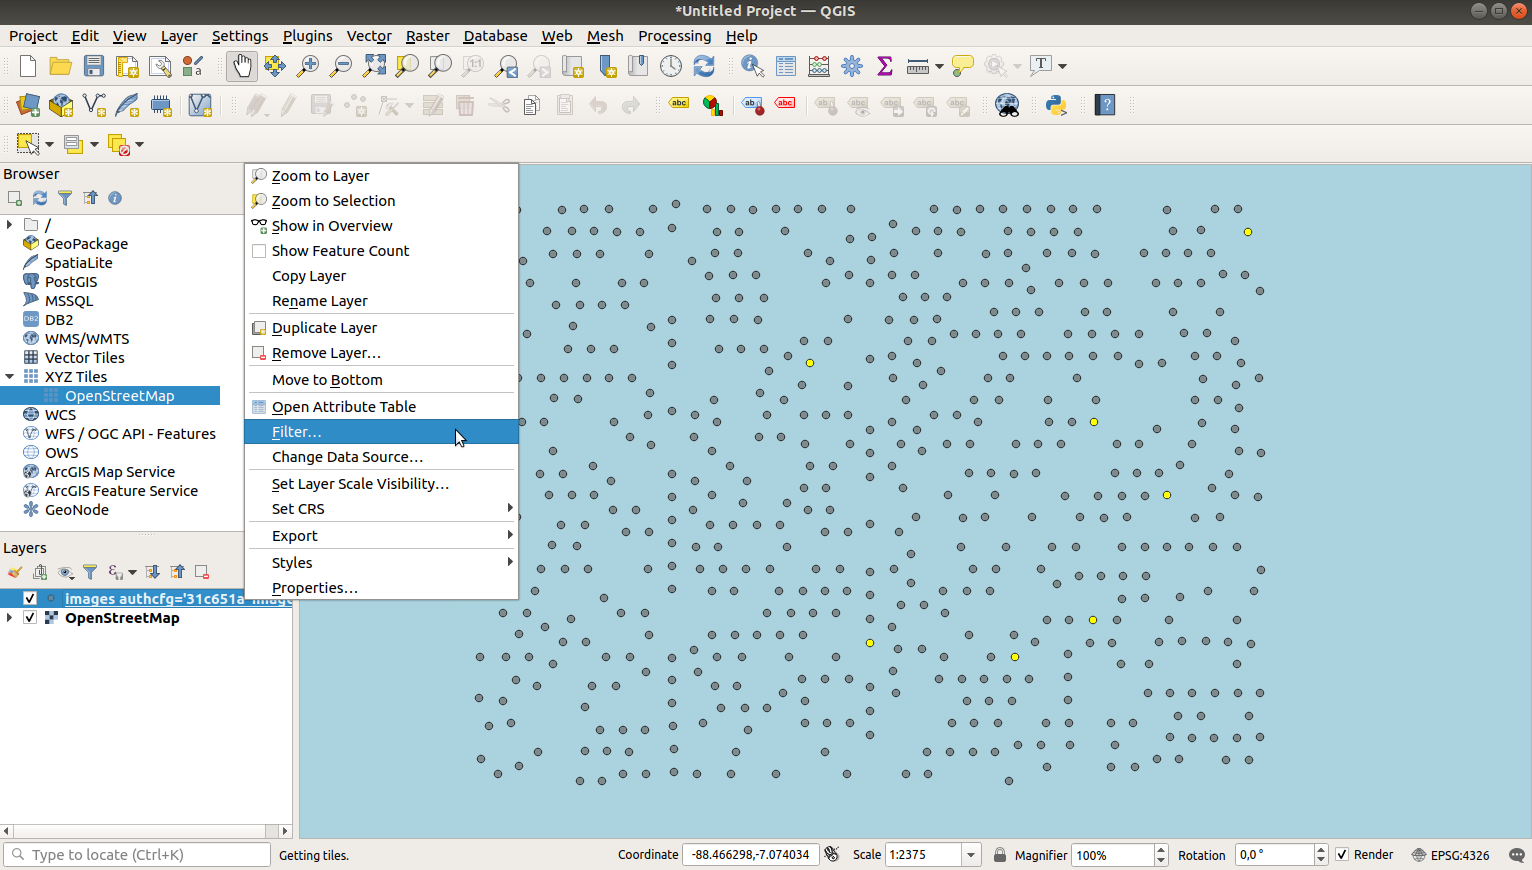 *Untitled Project — QGIS
Project Edit View Layer Settings Plugins Vector Raster Database Web Mesh Processing Help
Browser
/
GeoPackage
SpatiaLite
PostGIS
MSSQL
DB2
WMS/WMTS
Vector Tiles
XYZ Tiles
OpenStreetMap
WCS
WFS / OGC API - Features
OWS
ArcGIS Map Service
ArcGIS Feature Service
GeoNode
Layers
images authcfg='31c651a'
OpenStreetMap
Zoom to Layer
Zoom to Selection
Show in Overview
Show Feature Count
Copy Layer
Rename Layer
Duplicate Layer
Remove Layer…
Move to Bottom
Open Attribute Table
Filter…
Change Data Source…
Set Layer Scale Visibility…
Set CRS
Export
Styles
Properties…
Type to locate (Ctrl+K) Getting tiles. Coordinate -88.466298,-7.074034 Scale 1:2375 Magnifier 100% Rotation 0,0 ° Render EPSG:4326